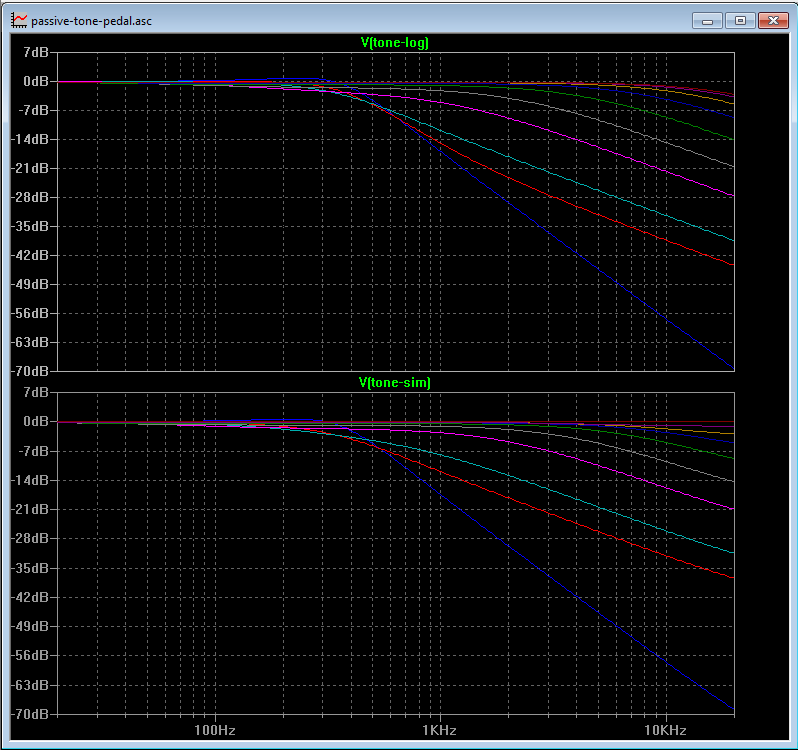 passive-tone-pedal.asc
V(tone-log)
7dB
0dB
-7dB
-14dB
-21dB
-28dB
-35dB
-42dB
-49dB
-56dB
-63dB
-70dB
V(tone-sim)
7dB
0dB
-7dB
-14dB
-21dB
-28dB
-35dB
-42dB
-49dB
-56dB
-63dB
-70dB
100Hz 1KHz 10KHz